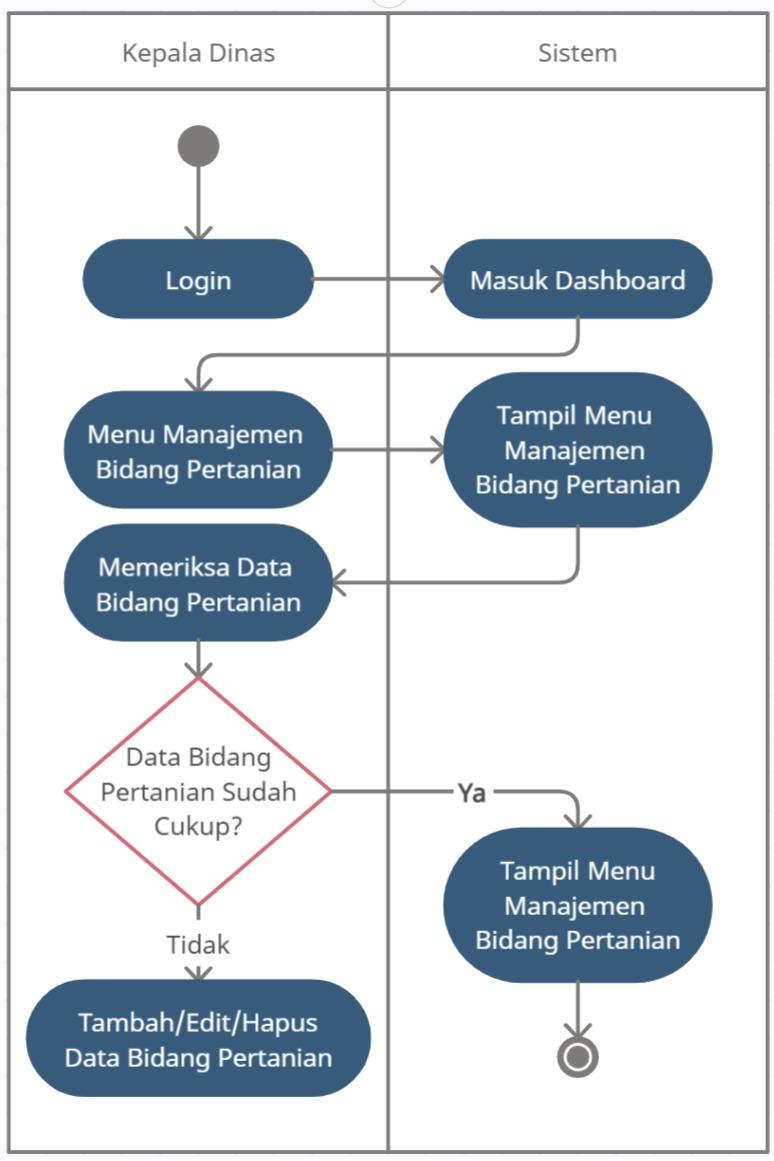 Kepala Dinas
Sistem
Login
Masuk Dashboard
Menu Manajemen
Bidang Pertanian
Tampil Menu
Manajemen
Bidang Pertanian
Memeriksa Data
Bidang Pertanian
Data Bidang
Pertanian Sudah
Cukup?
Ya
Tampil Menu
Manajemen
Bidang Pertanian
Tidak
Tambah/Edit/Hapus
Data Bidang Pertanian